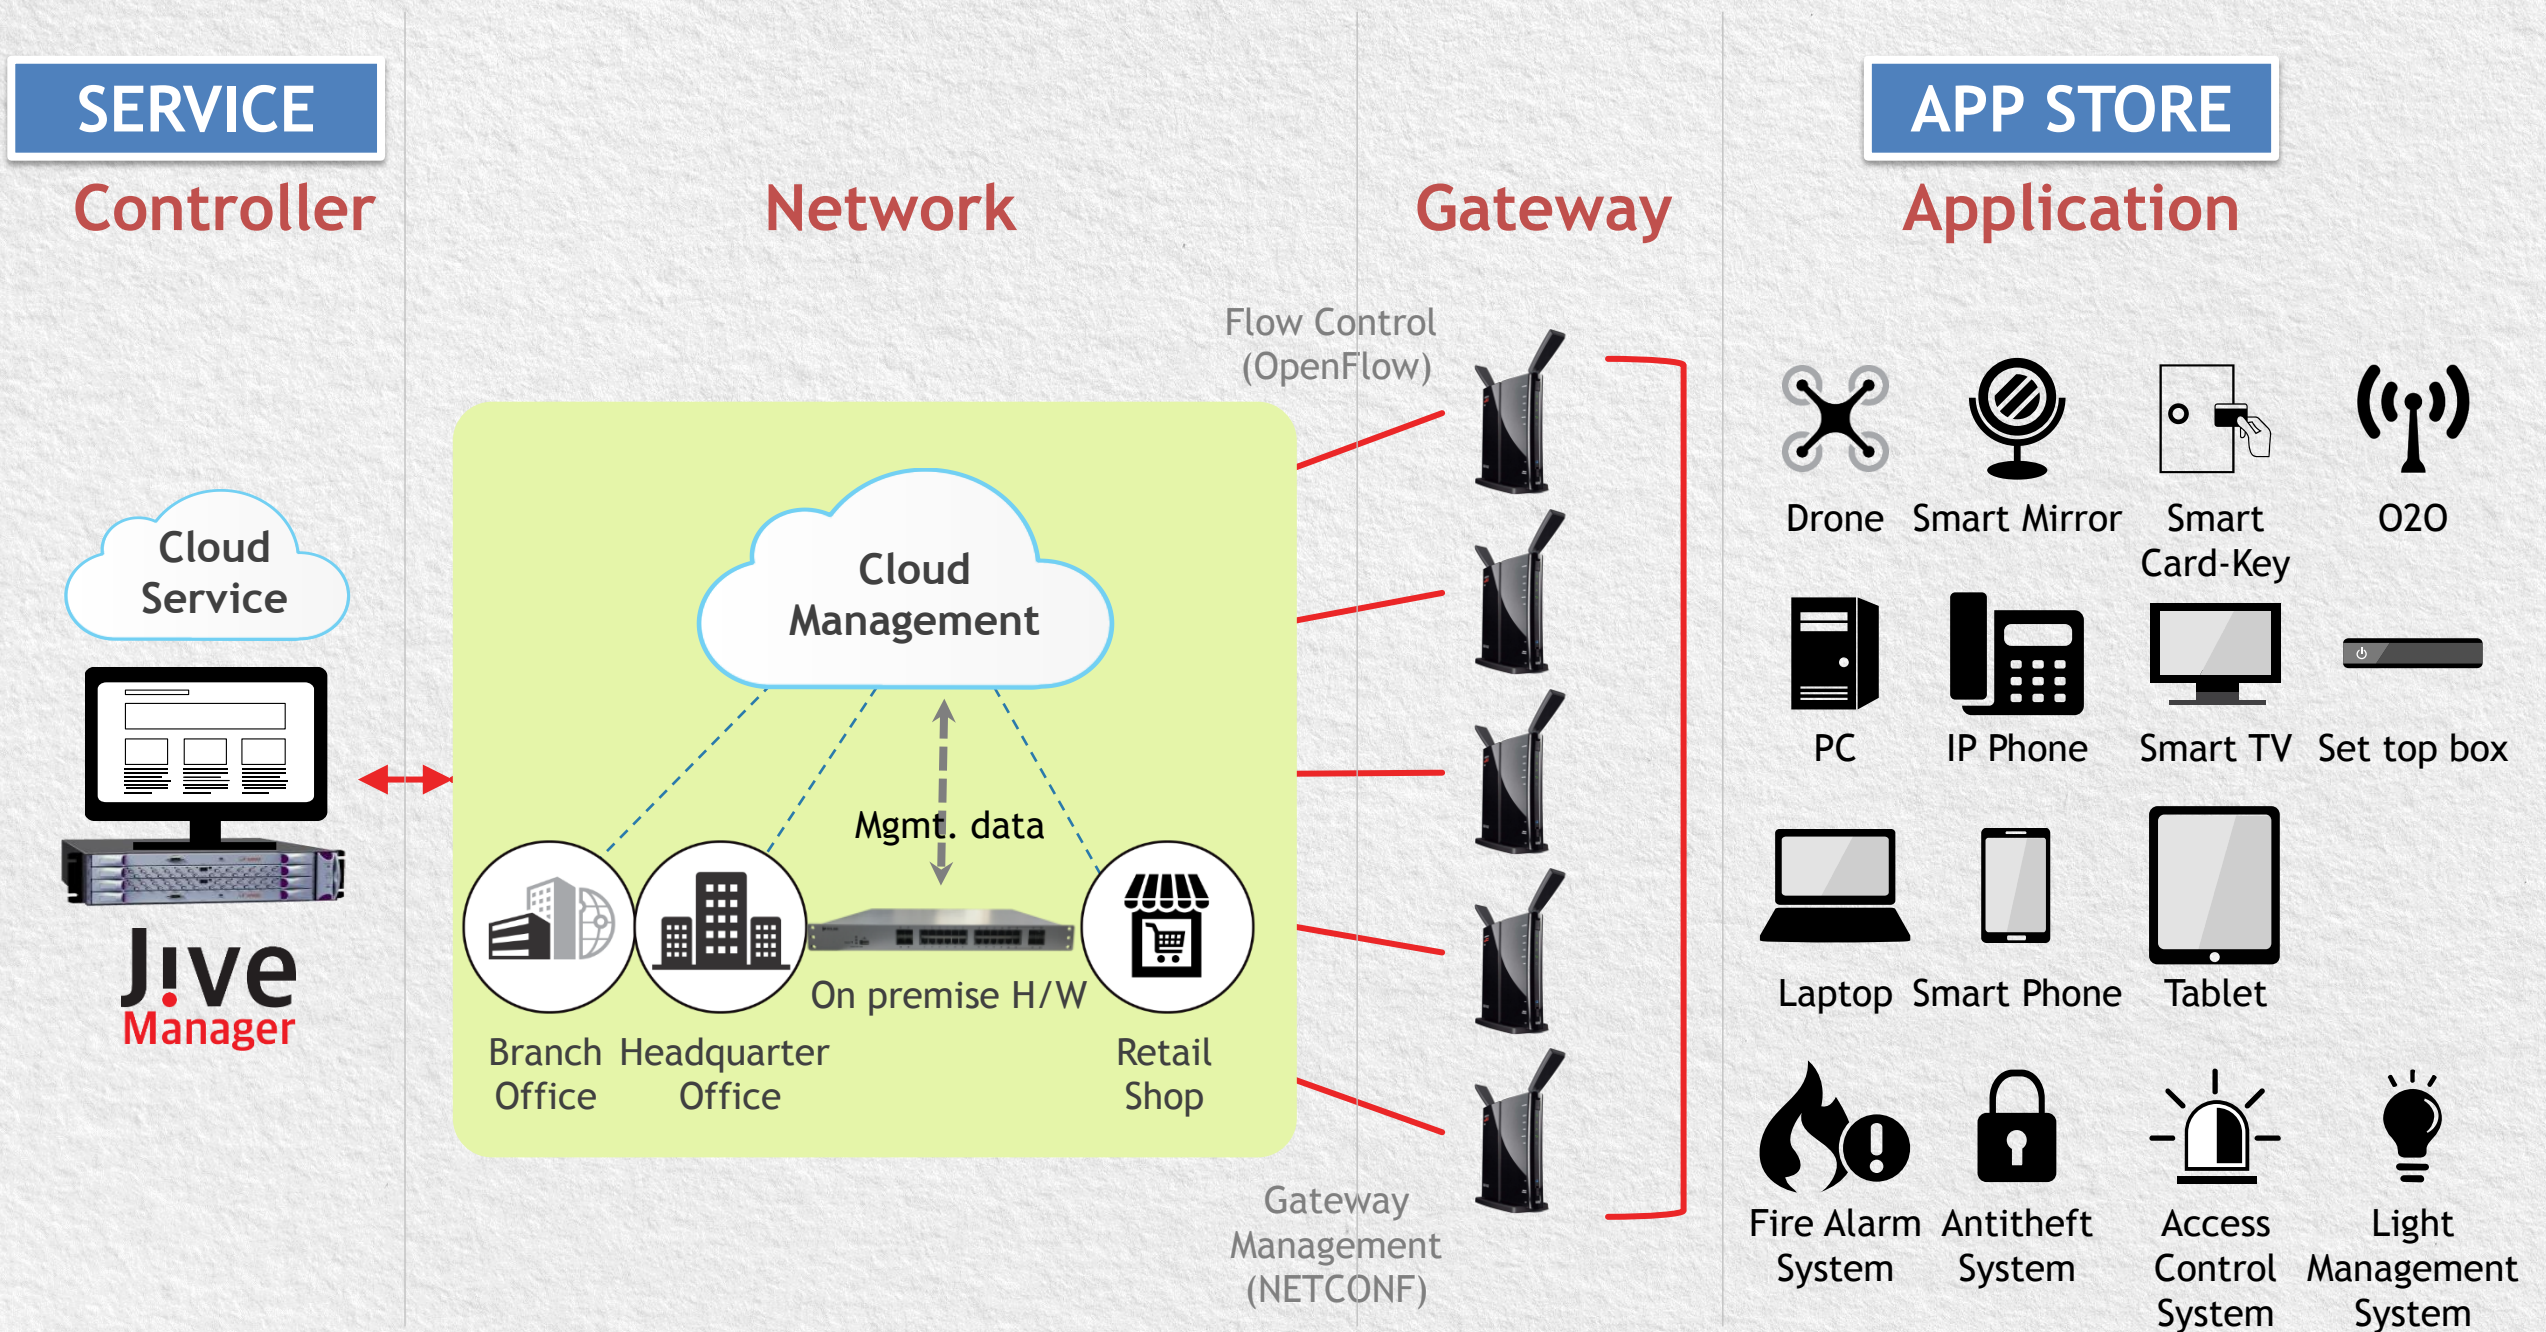 SERVICE
APP STORE
Controller
Network
Gateway
Application
Flow Control
(OpenFlow)
Cloud
Service
Jive
Manager
Cloud
Management
Mgmt. data
On premise H/W
Branch
Office
Headquarter
Office
Retail
Shop
Gateway
Management
(NETCONF)
Drone
Smart Mirror
Smart
Card-Key
O2O
PC
IP Phone
Smart TV
Set top box
Laptop
Smart Phone
Tablet
Fire Alarm
System
Antitheft
System
Access
Control
System
Light
Management
System